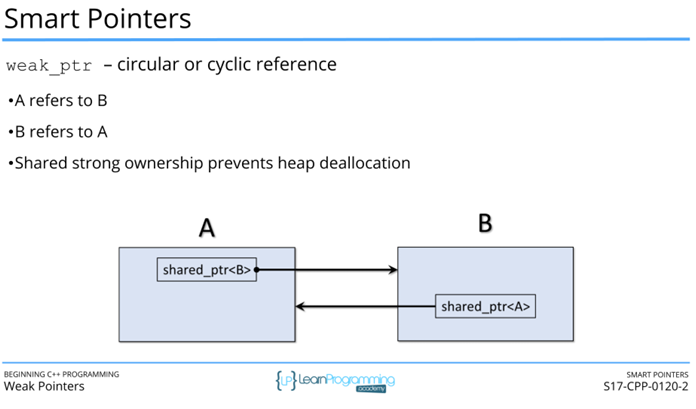 Smart Pointers
weak_ptr – circular or cyclic reference
•A refers to B
•B refers to A
•Shared strong ownership prevents heap deallocation
A
B
shared_ptr<B>
shared_ptr<A>
BEGINNING C++ PROGRAMMING
Weak Pointers
{LP} LearnProgramming
academy
SMART POINTERS
S17-CPP-0120-2